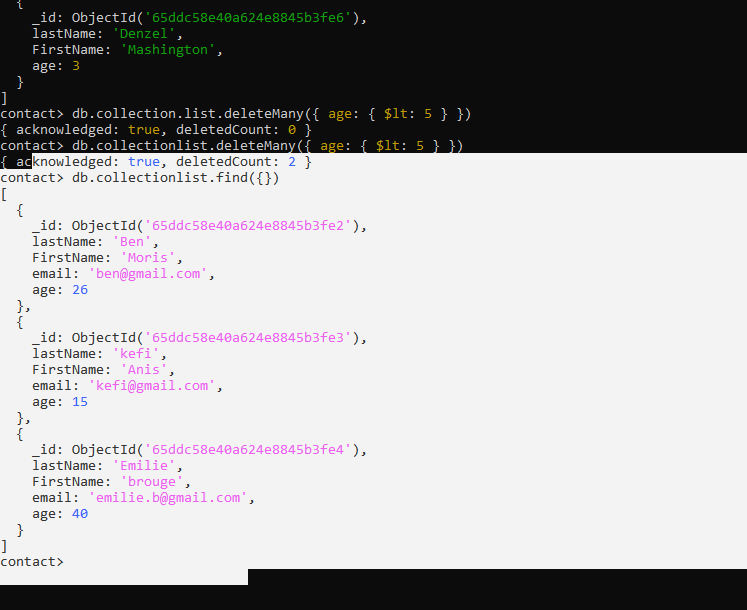 {
_id: ObjectId('65ddc58e40a624e8845b3fe6'),
lastName: 'Denzel',
FirstName: 'Mashington',
age: 3
}
]
contact> db.collection.list.deleteMany({ age: { $lt: 5 } })
{ acknowledged: true, deletedCount: 0 }
contact> db.collectionlist.deleteMany({ age: { $lt: 5 } })
{ acknowledged: true, deletedCount: 2 }
contact> db.collectionlist.find({})
[
{
_id: ObjectId('65ddc58e40a624e8845b3fe2'),
lastName: 'Ben',
FirstName: 'Moris',
email: 'ben@gmail.com',
age: 26
},
{
_id: ObjectId('65ddc58e40a624e8845b3fe3'),
lastName: 'kefi',
FirstName: 'Anis',
email: 'kefi@gmail.com',
age: 15
},
{
_id: ObjectId('65ddc58e40a624e8845b3fe4'),
lastName: 'Emilie',
FirstName: 'brouge',
email: 'emilie.b@gmail.com',
age: 40
}
]
contact>